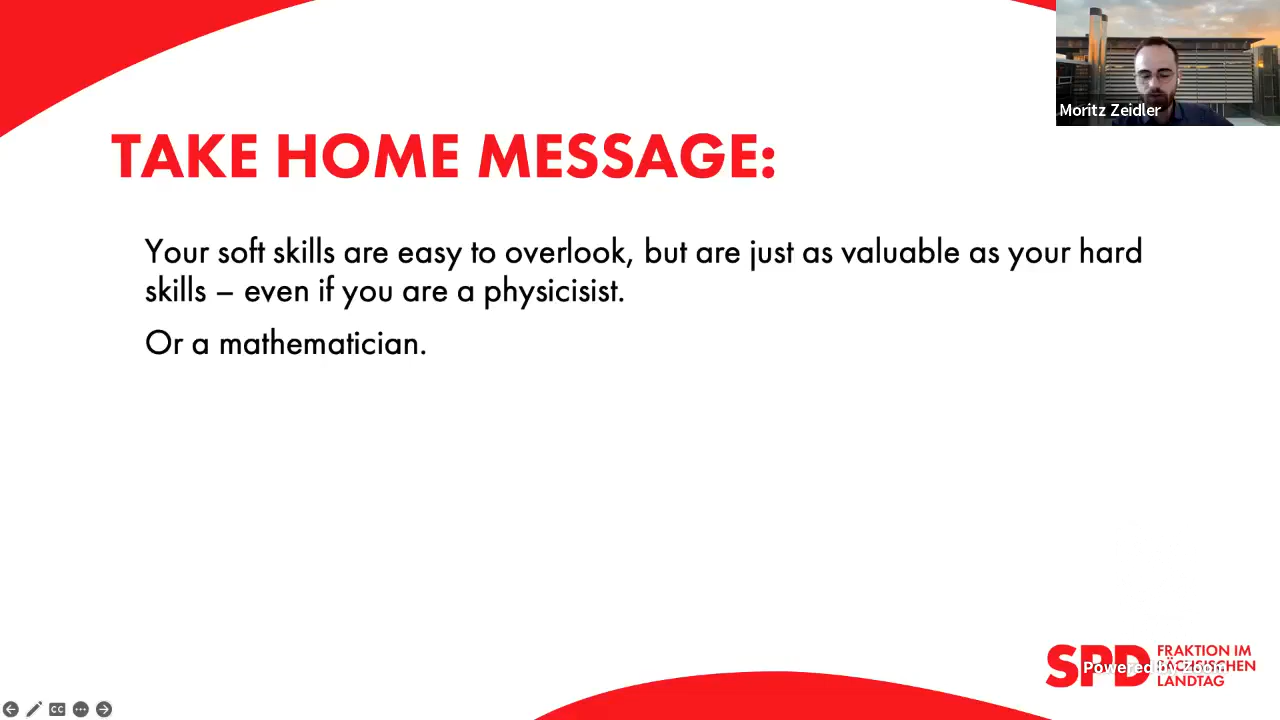 Moritz Zeidler
TAKE HOME MESSAGE:
Your soft skills are easy to overlook, but are just as valuable as your hard
skills – even if you are a physicisist.
Or a mathematician.
SPD
FRAKTION IM
SÄCHSISCHEN
LANDTAG
Powered by Zoom
CC